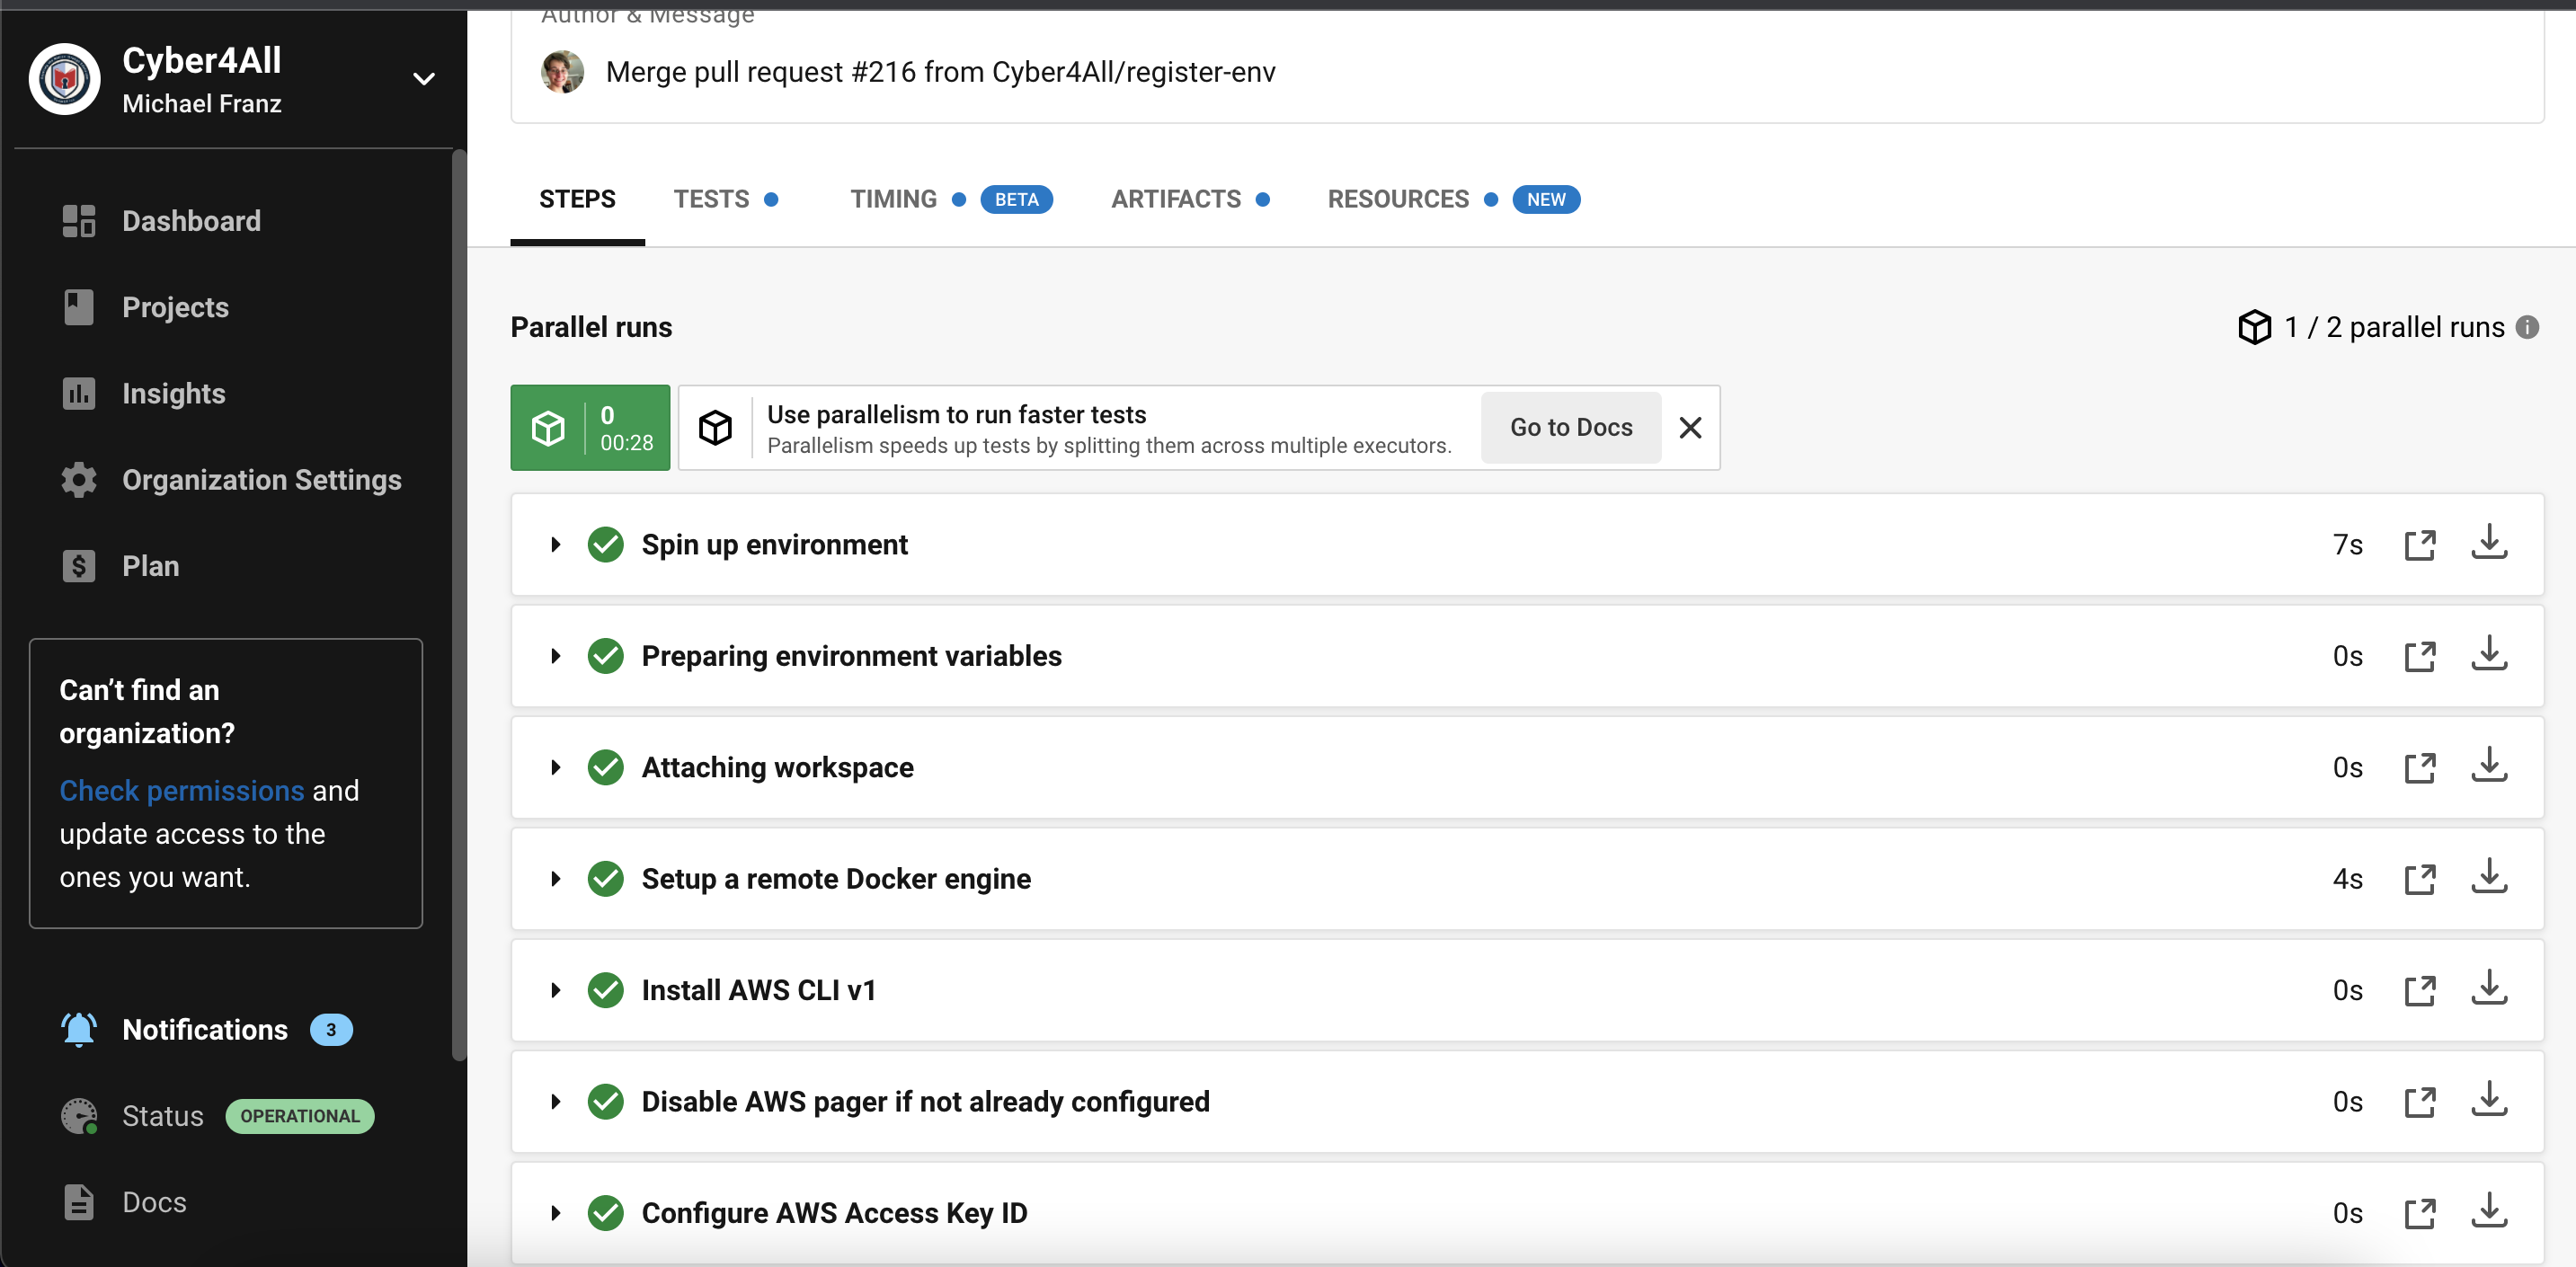 Cyber4All
Michael Franz
Dashboard
Projects
Insights
Organization Settings
Plan
Can’t find an
organization?
Check permissions and
update access to the
ones you want.
Notifications 3
Status OPERATIONAL
Docs
Author & Message
Merge pull request #216 from Cyber4All/register-env
STEPS TESTS TIMING BETA ARTIFACTS RESOURCES NEW
Parallel runs
1 / 2 parallel runs
0
00:28
Use parallelism to run faster tests
Parallelism speeds up tests by splitting them across multiple executors.
Go to Docs
Spin up environment 7s
Preparing environment variables 0s
Attaching workspace 0s
Setup a remote Docker engine 4s
Install AWS CLI v1 0s
Disable AWS pager if not already configured 0s
Configure AWS Access Key ID 0s